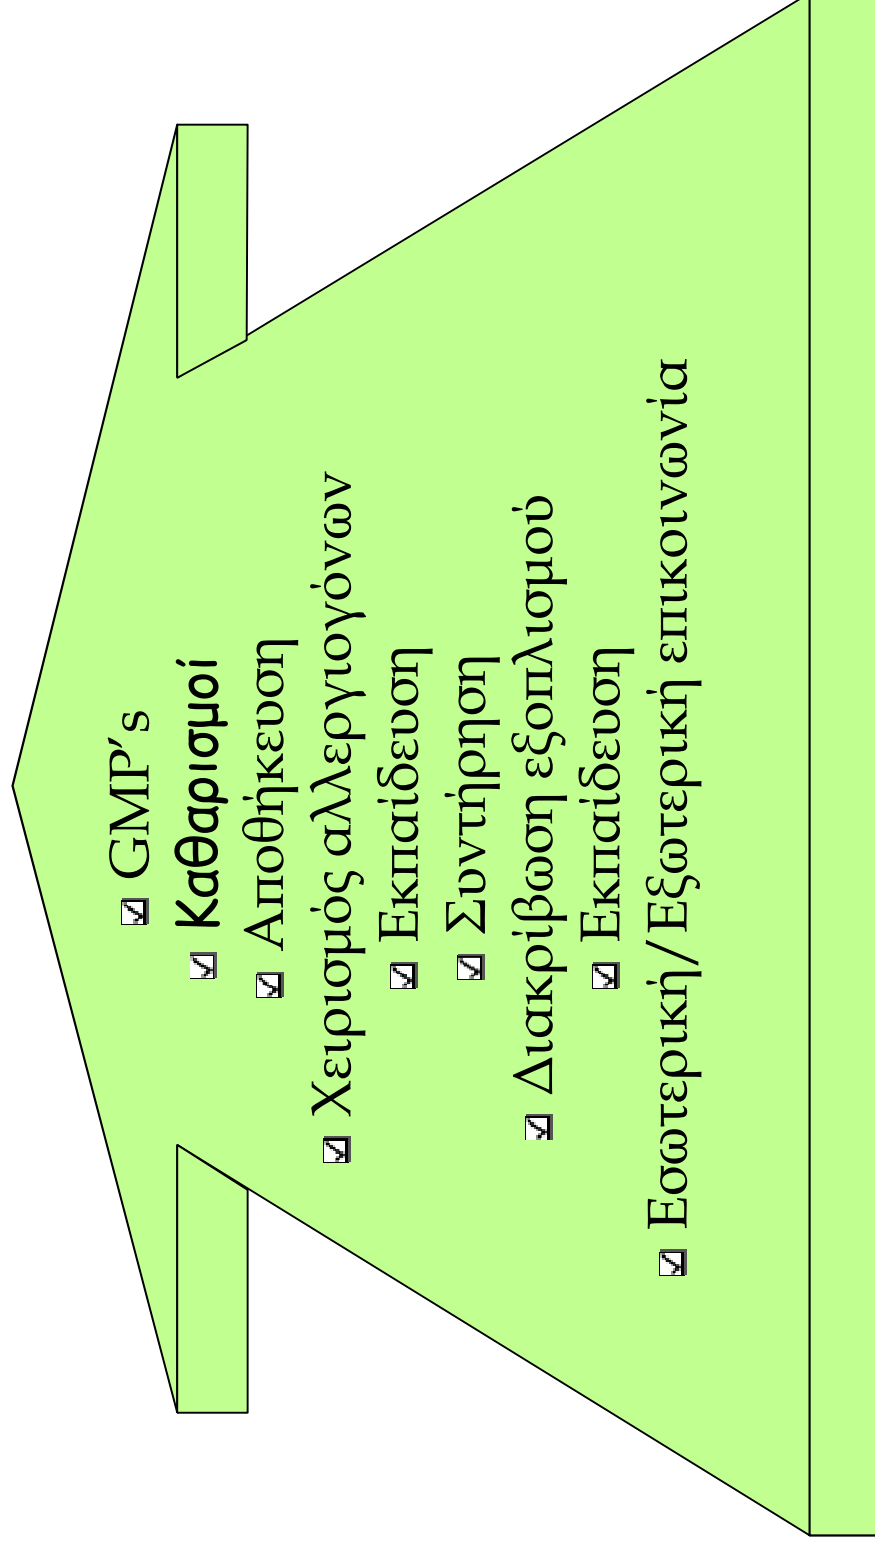 GMP's
Καθαρισμοί
Αποθήκευση
Χειρισμός αλλεργιογόνων
Εκπαίδευση
Συντήρηση
Διακρίβωση εξοπλισμού
Εκπαίδευση
Εσωτερική/ Εξωτερική επικοινωνία